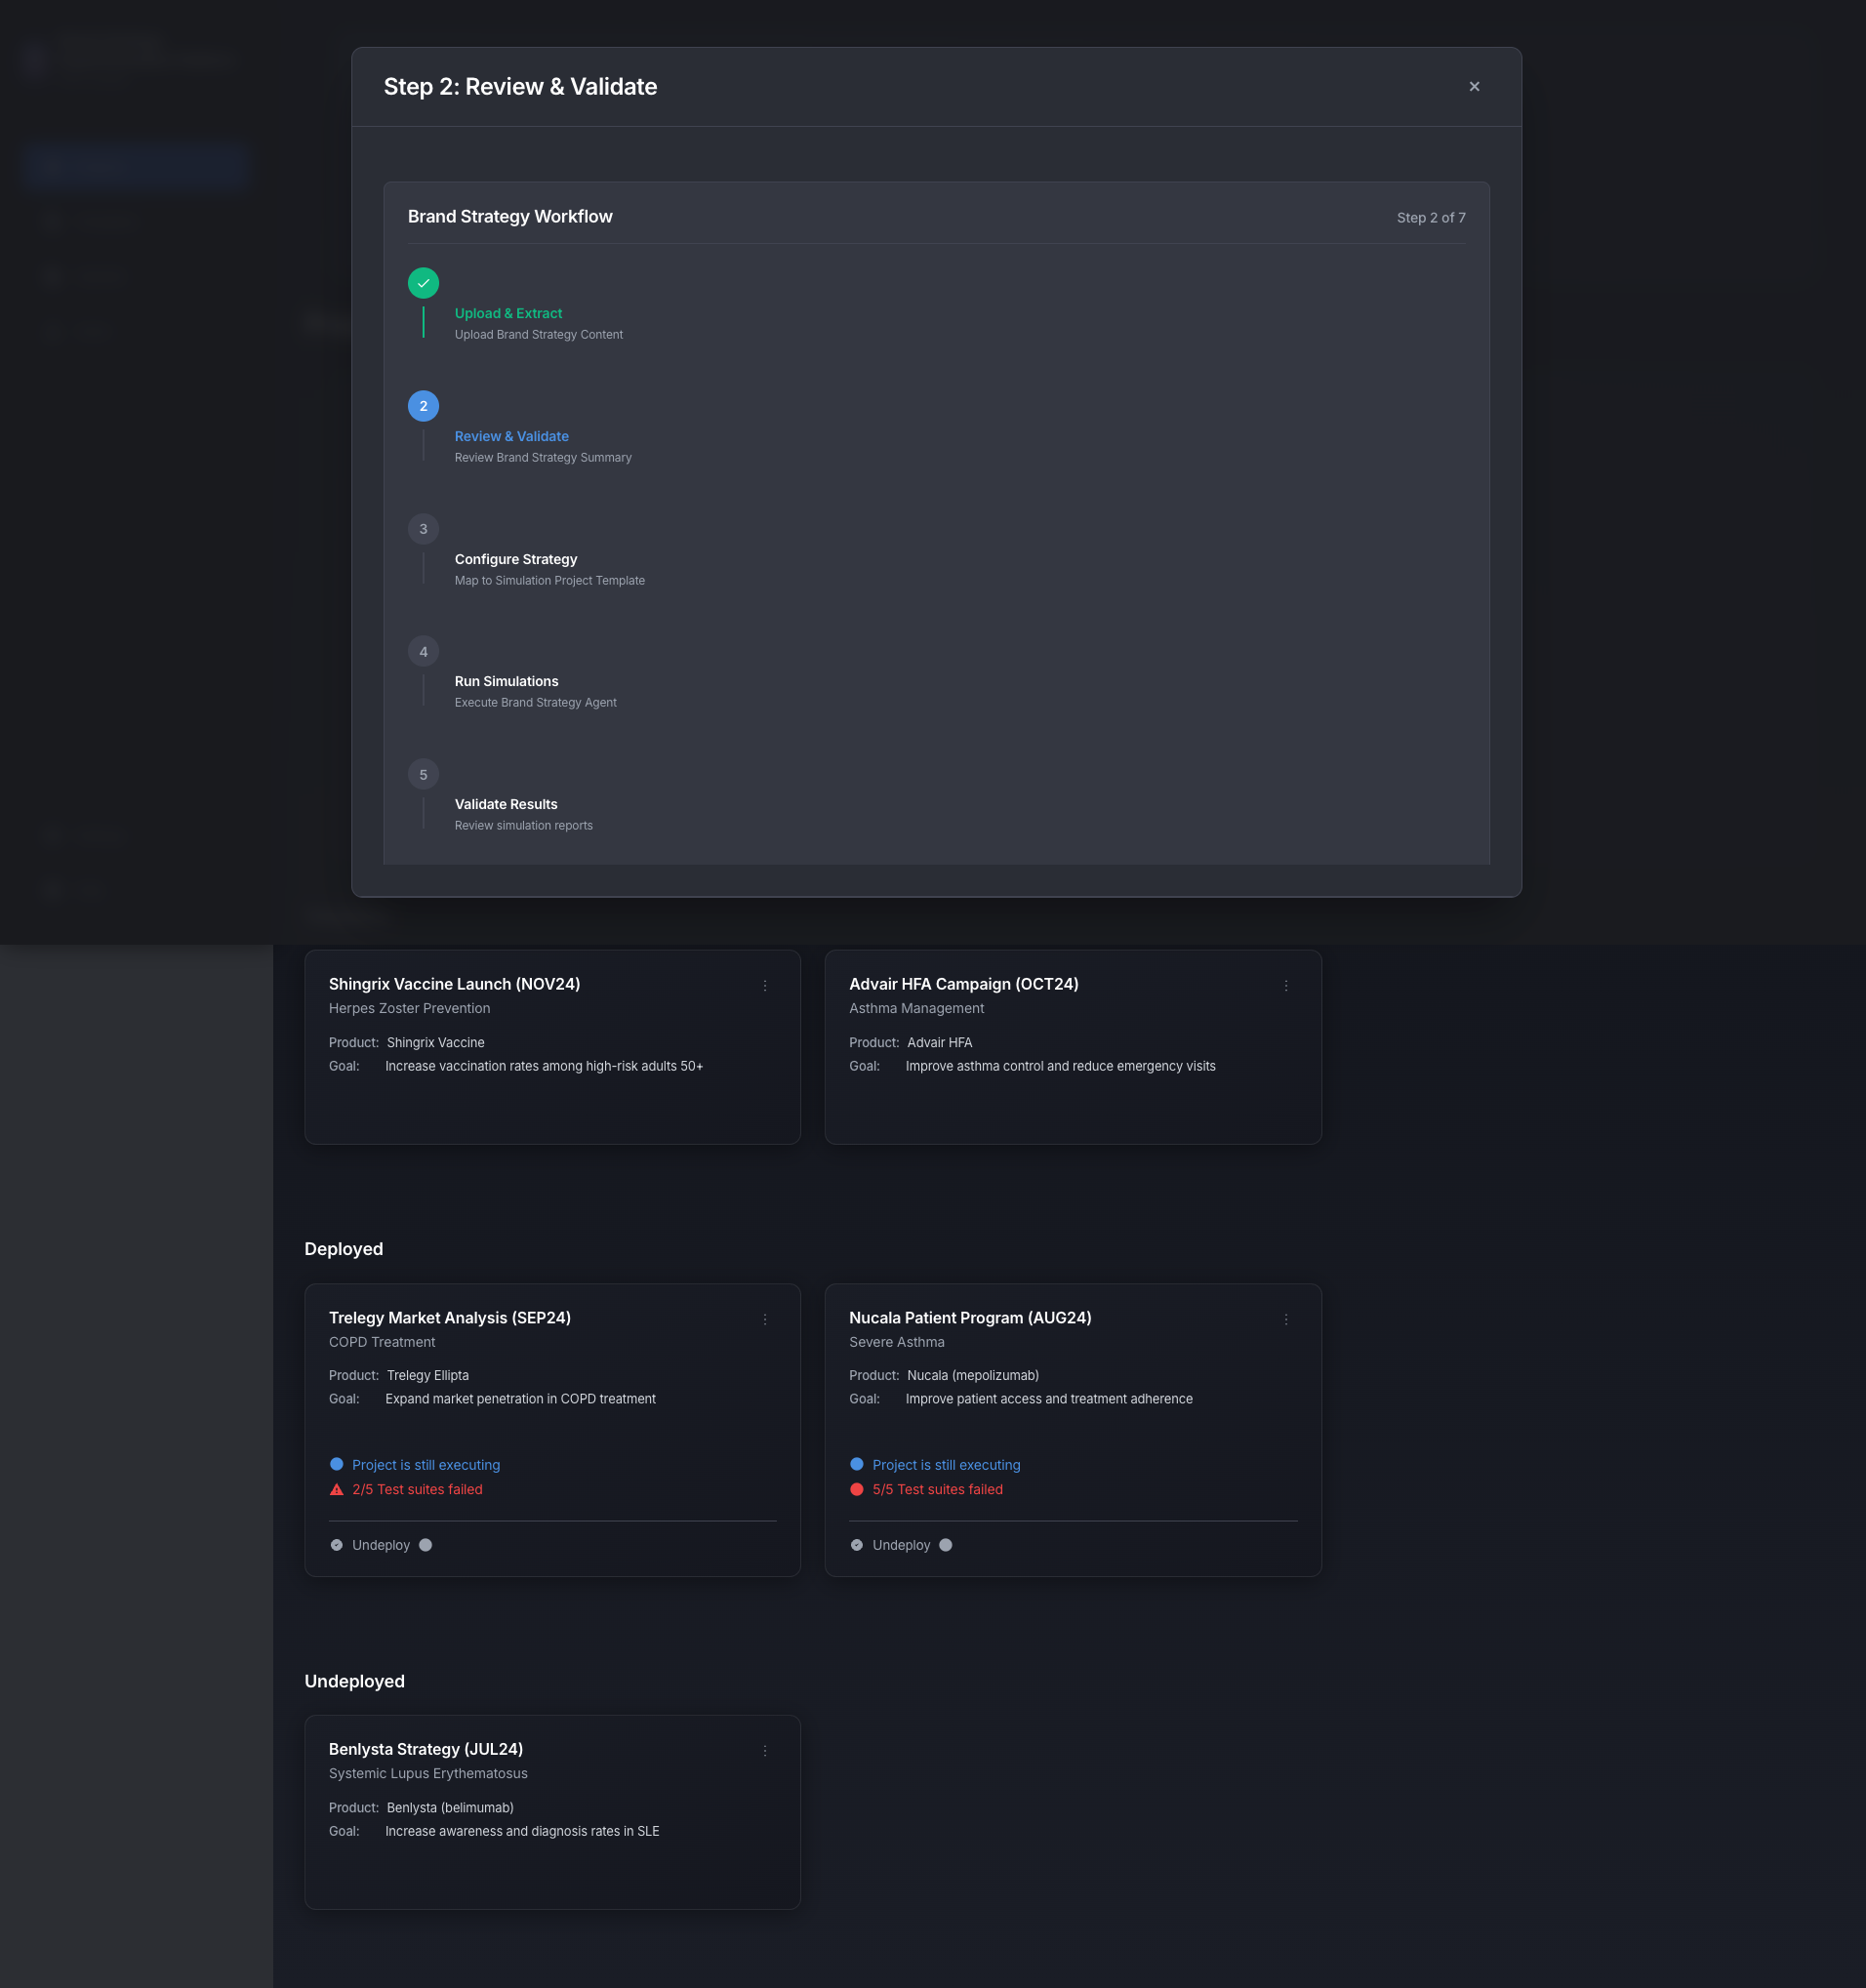 Step 2: Review & Validate
Brand Strategy Workflow
Step 2 of 7
Upload & Extract
Upload Brand Strategy Content
2
Review & Validate
Review Brand Strategy Summary
3
Configure Strategy
Map to Simulation Project Template
4
Run Simulations
Execute Brand Strategy Agent
5
Validate Results
Review simulation reports
Shingrix Vaccine Launch (NOV24)
Herpes Zoster Prevention
Product: Shingrix Vaccine
Goal: Increase vaccination rates among high-risk adults 50+
Advair HFA Campaign (OCT24)
Asthma Management
Product: Advair HFA
Goal: Improve asthma control and reduce emergency visits
Deployed
Trelegy Market Analysis (SEP24)
COPD Treatment
Product: Trelegy Ellipta
Goal: Expand market penetration in COPD treatment
Project is still executing
2/5 Test suites failed
Undeploy
Nucala Patient Program (AUG24)
Severe Asthma
Product: Nucala (mepolizumab)
Goal: Improve patient access and treatment adherence
Project is still executing
5/5 Test suites failed
Undeploy
Undeployed
Benlysta Strategy (JUL24)
Systemic Lupus Erythematosus
Product: Benlysta (belimumab)
Goal: Increase awareness and diagnosis rates in SLE